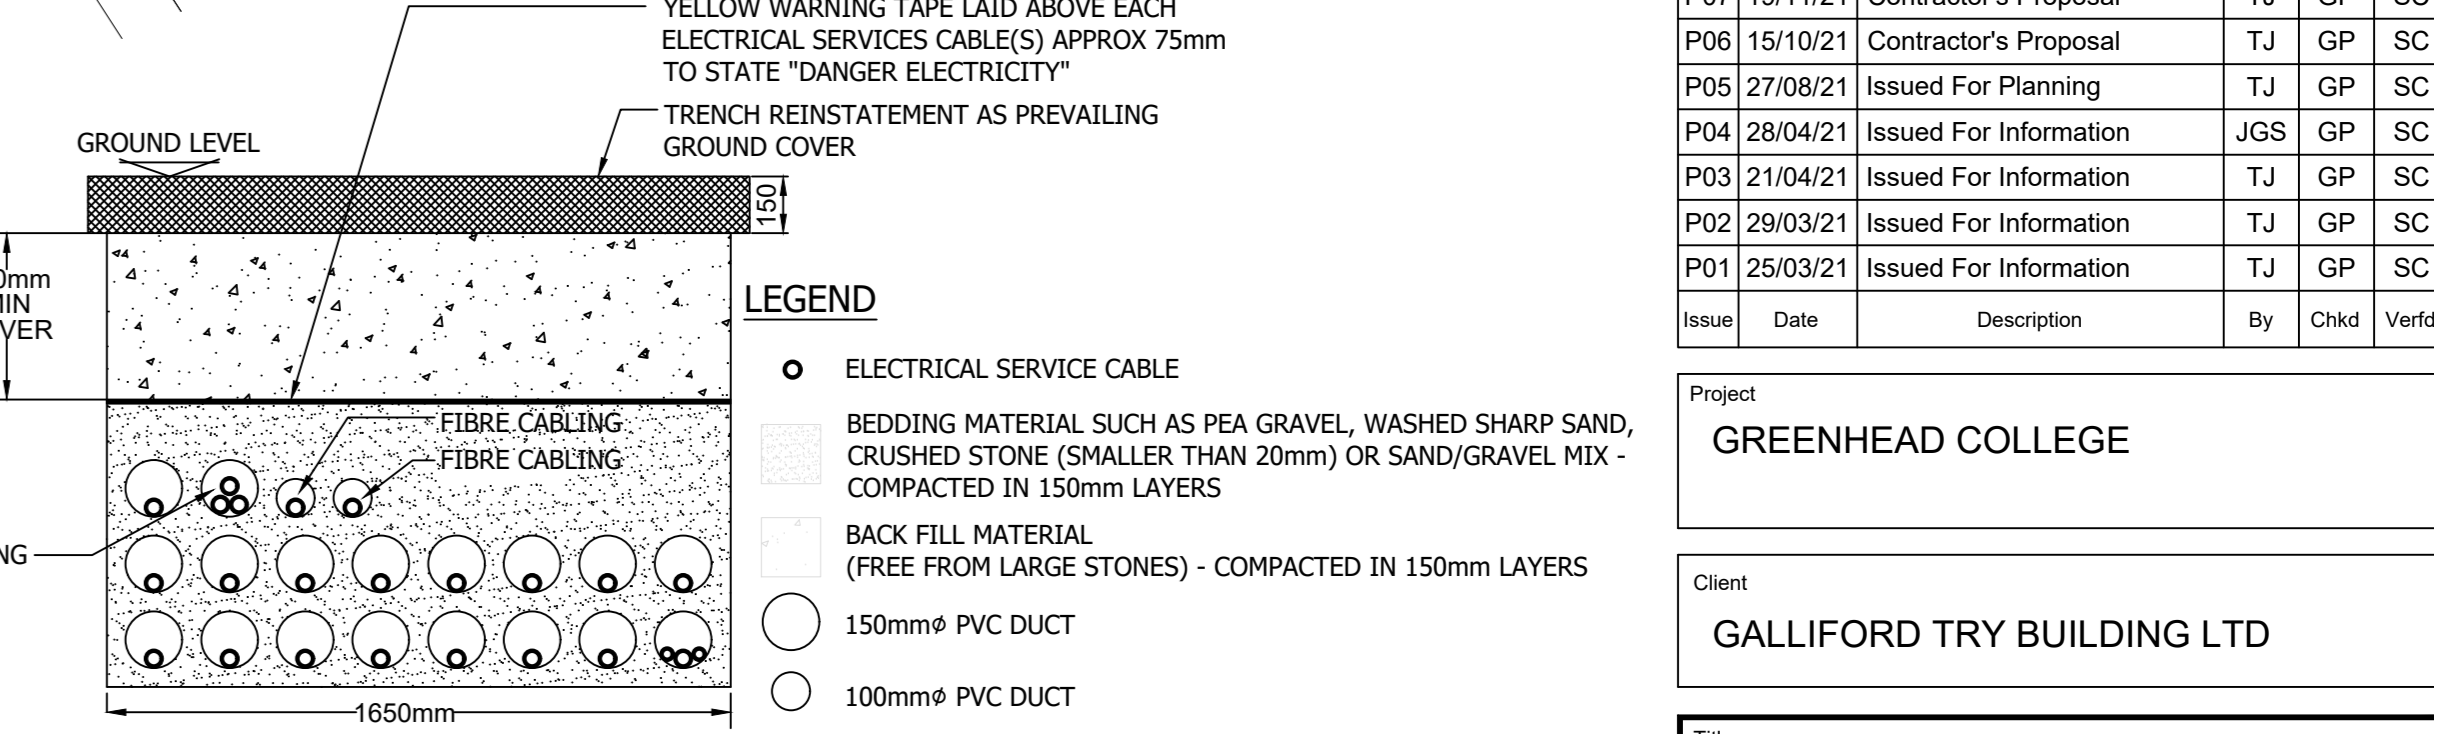 YELLOW WARNING TAPE LAID ABOVE EACH
ELECTRICAL SERVICES CABLE(S) APPROX 75mm
TO STATE "DANGER ELECTRICITY"
TRENCH REINSTATEMENT AS PREVAILING
GROUND COVER
GROUND LEVEL
150
0mm
MIN
VER
FIBRE CABLING
FIBRE CABLING
NG
1650mm
LEGEND
ELECTRICAL SERVICE CABLE
BEDDING MATERIAL SUCH AS PEA GRAVEL, WASHED SHARP SAND,
CRUSHED STONE (SMALLER THAN 20mm) OR SAND/GRAVEL MIX -
COMPACTED IN 150mm LAYERS
BACK FILL MATERIAL
(FREE FROM LARGE STONES) - COMPACTED IN 150mm LAYERS
150mmø PVC DUCT
100mmø PVC DUCT
P07 Contractor's Proposal TJ GP SC
P06 15/10/21 Contractor's Proposal TJ GP SC
P05 27/08/21 Issued For Planning TJ GP SC
P04 28/04/21 Issued For Information JGS GP SC
P03 21/04/21 Issued For Information TJ GP SC
P02 29/03/21 Issued For Information TJ GP SC
P01 25/03/21 Issued For Information TJ GP SC
Issue Date Description By Chkd Verfd
Project
GREENHEAD COLLEGE
Client
GALLIFORD TRY BUILDING LTD